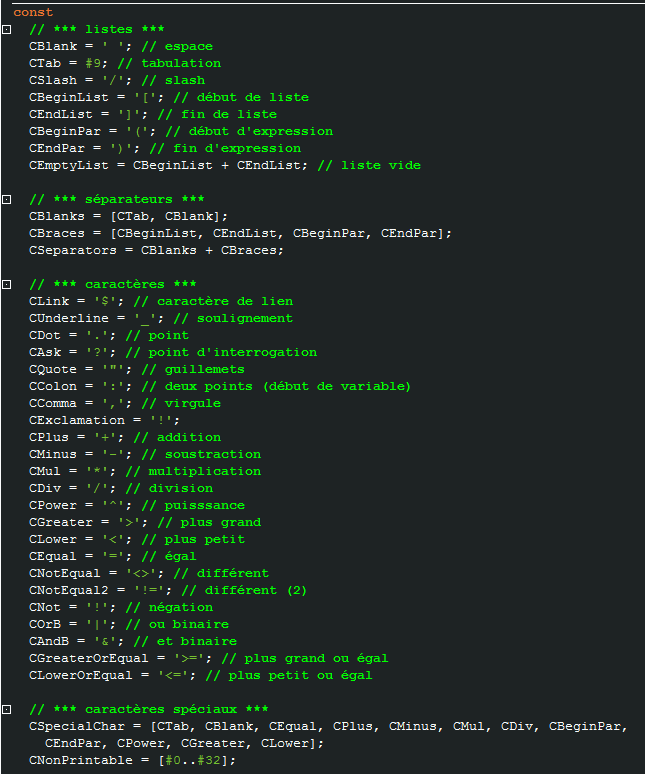 const
// *** listes ***
CBlank = ' '; // espace
CTab = #9; // tabulation
CSlash = '/'; // slash
CBeginList = '['; // début de liste
CEndList = ']'; // fin de liste
CBeginPar = '('; // début d'expression
CEndPar = ')'; // fin d'expression
CEmptyList = CBeginList + CEndList; // liste vide
// *** séparateurs ***
CBlanks = [CTab, CBlank];
CBraces = [CBeginList, CEndList, CBeginPar, CEndPar];
CSeparators = CBlanks + CBraces;
// *** caractères ***
CLink = '$'; // caractère de lien
CUnderline = '_'; // soulignement
CDot = '.'; // point
CAsk = '?'; // point d'interrogation
CQuote = '"'; // guillemets
CColon = ':'; // deux points (début de variable)
CComma = ','; // virgule
CExclamation = '!';
CPlus = '+'; // addition
CMinus = '-'; // soustraction
CMul = '*'; // multiplication
CDiv = '/'; // division
CPower = '^'; // puisssance
CGreater = '>'; // plus grand
CLower = '<'; // plus petit
CEqual = '='; // égal
CNotEqual = '<>'; // différent
CNotEqual2 = '!='; // différent (2)
CNot = '!'; // négation
COrB = '|'; // ou binaire
CAndB = '&'; // et binaire
CGreaterOrEqual = '>='; // plus grand ou égal
CLowerOrEqual = '<='; // plus petit ou égal
// *** caractères spéciaux ***
CSpecialChar = [CTab, CBlank, CEqual, CPlus, CMinus, CMul, CDiv, CBeginPar,
CEndPar, CPower, CGreater, CLower];
CNonPrintable = [#0..#32];